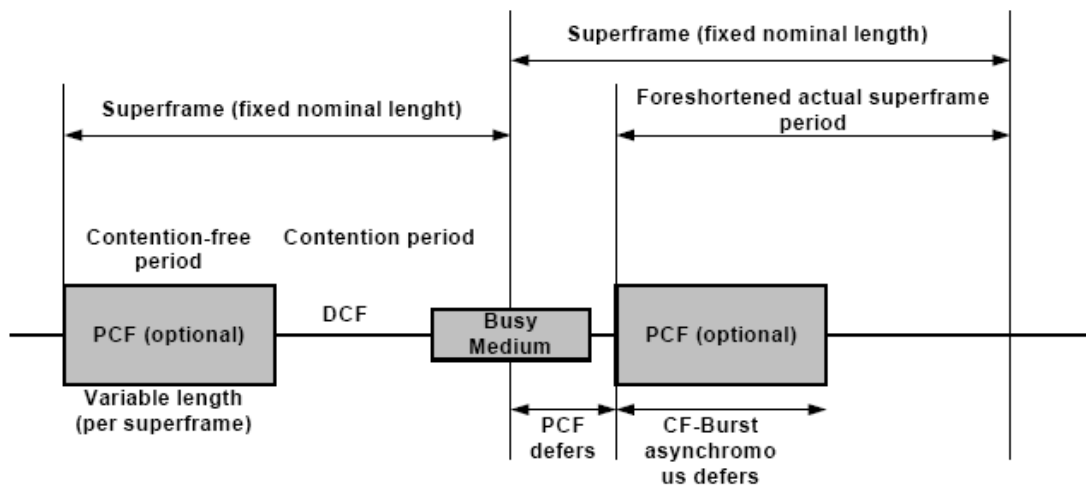 Superframe (fixed nominal length)
Superframe (fixed nominal lenght)
Foreshortened actual superframe
period
Contention-free
period
Contention period
PCF (optional)
DCF
Busy
Medium
PCF (optional)
Variable length
(per superframe)
PCF
defers
CF-Burst
asynchromo
us defers